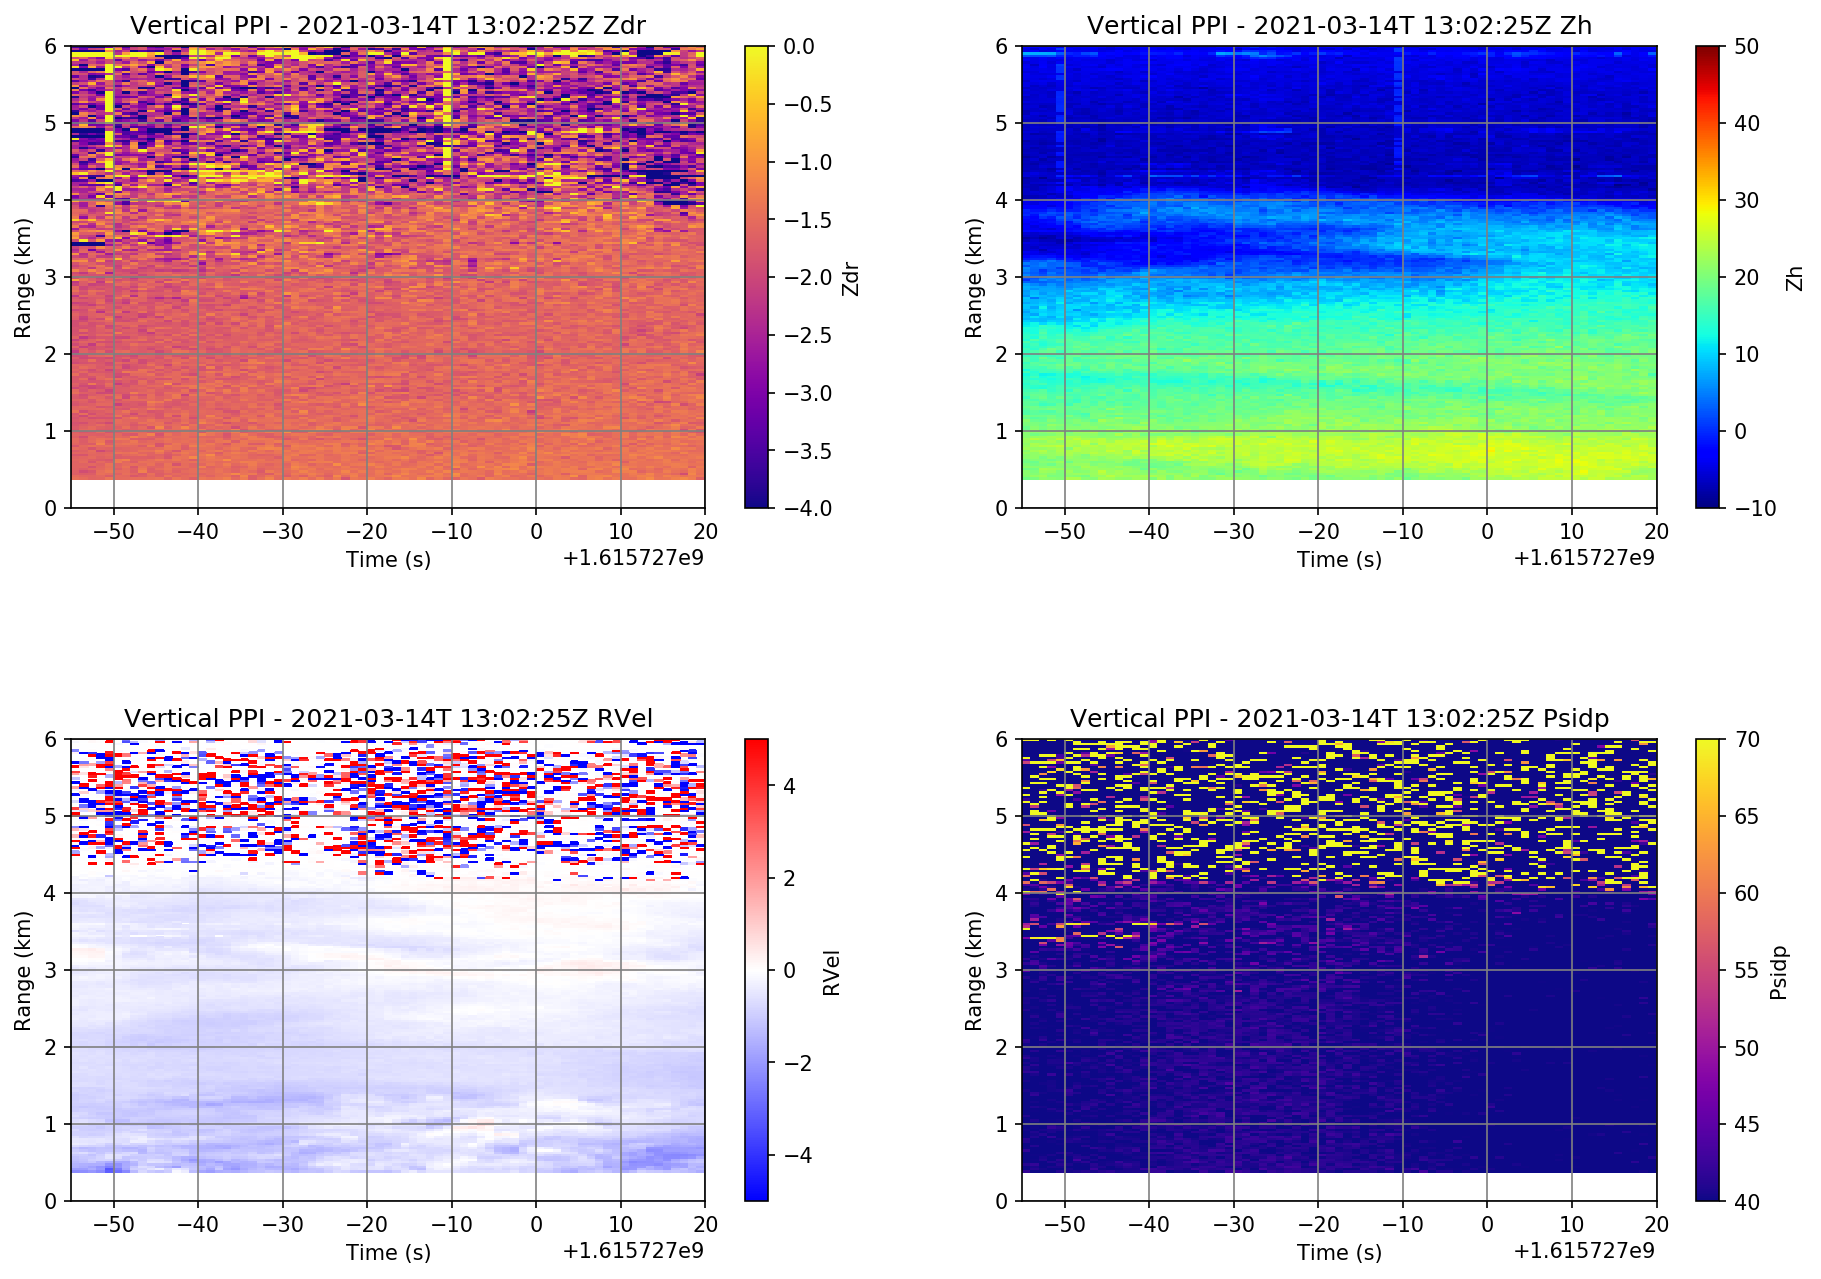 Vertical PPI - 2021-03-14T 13:02:25Z Zdr
6
5
4
3
2
1
0
Range (km)
−50 −40 −30 −20 −10 0 10 20
Time (s)
+1.615727e9
0.0
−0.5
−1.0
−1.5
−2.0
−2.5
−3.0
−3.5
−4.0
Zdr
Vertical PPI - 2021-03-14T 13:02:25Z Zh
6
5
4
3
2
1
0
Range (km)
−50 −40 −30 −20 −10 0 10 20
Time (s)
+1.615727e9
50
40
30
20
10
0
−10
Zh
Vertical PPI - 2021-03-14T 13:02:25Z RVel
6
5
4
3
2
1
0
Range (km)
−50 −40 −30 −20 −10 0 10 20
Time (s)
+1.615727e9
4
2
0
−2
−4
RVel
Vertical PPI - 2021-03-14T 13:02:25Z Psidp
6
5
4
3
2
1
0
Range (km)
−50 −40 −30 −20 −10 0 10 20
Time (s)
+1.615727e9
70
65
60
55
50
45
40
Psidp